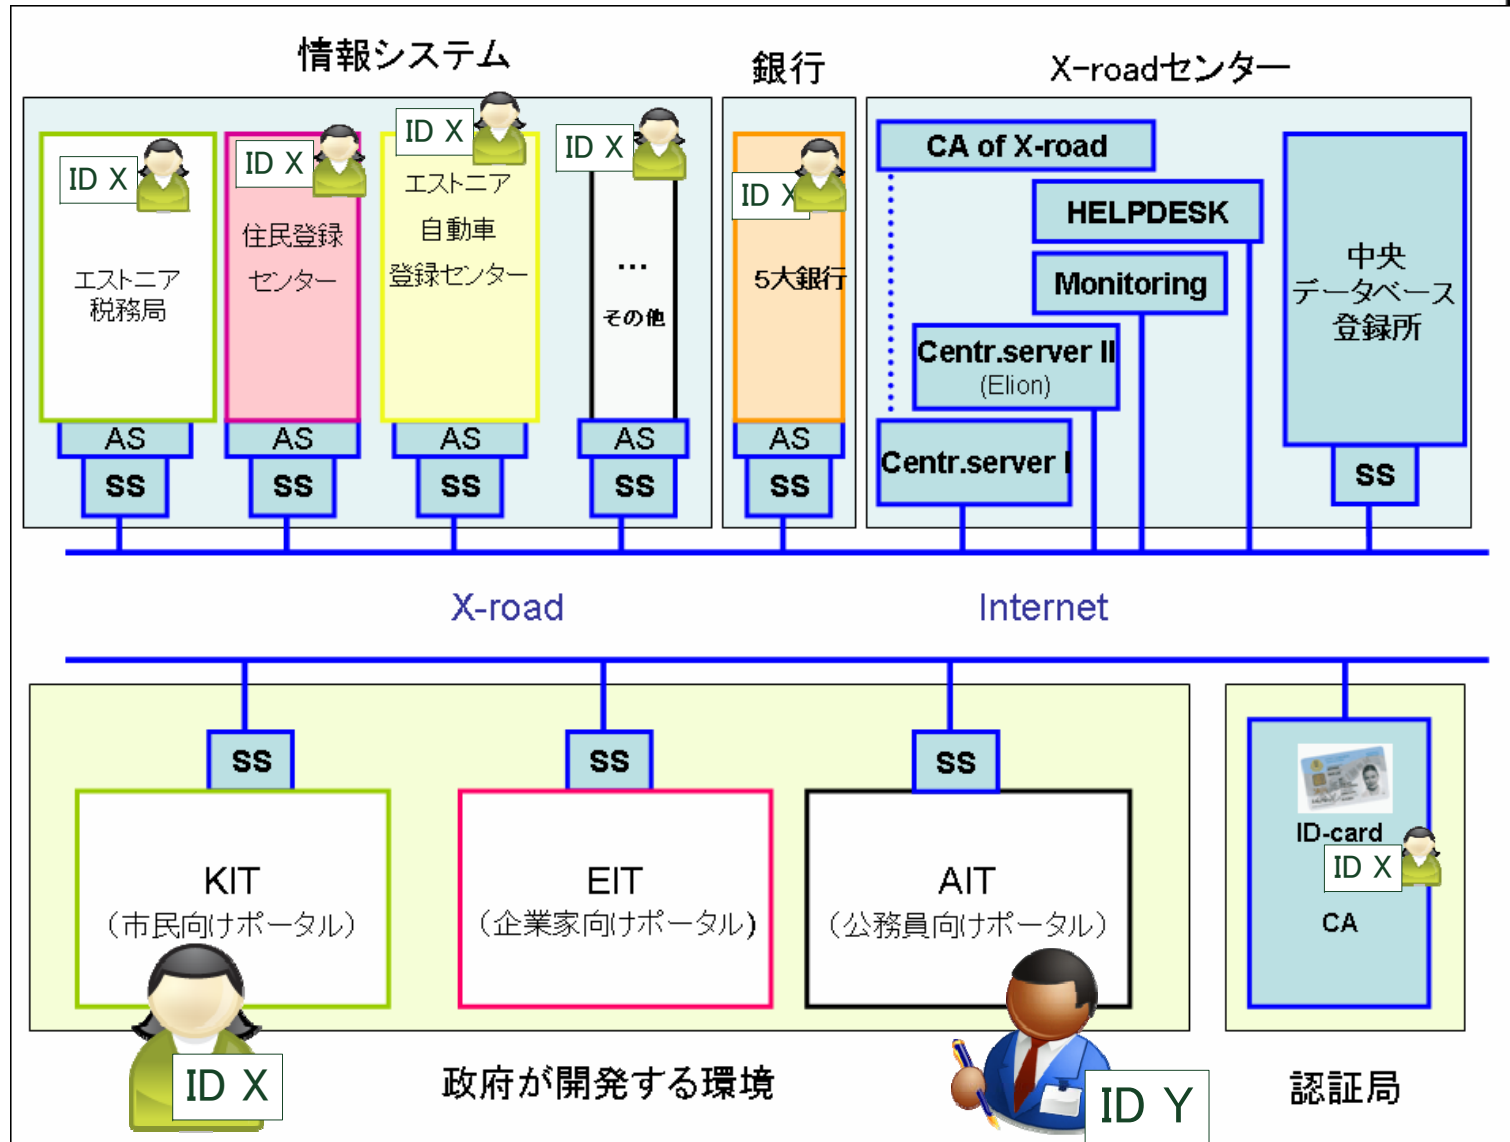 情報システム
銀行
X-roadセンター
ID X
エストニア
税務局
AS
SS
ID X
住民登録
センター
AS
SS
ID X
エストニア
自動車
登録センター
AS
SS
ID X
…
その他
AS
SS
ID X
5大銀行
AS
SS
CA of X-road
HELPDESK
Monitoring
Centr.server II
(Elion)
Centr.server I
中央
データベース
登録所
SS
X-road
Internet
SS
KIT
（市民向けポータル）
ID X
SS
EIT
（企業家向けポータル）
SS
AIT
（公務員向けポータル）
ID Y
政府が開発する環境
ID-card
ID X
CA
認証局